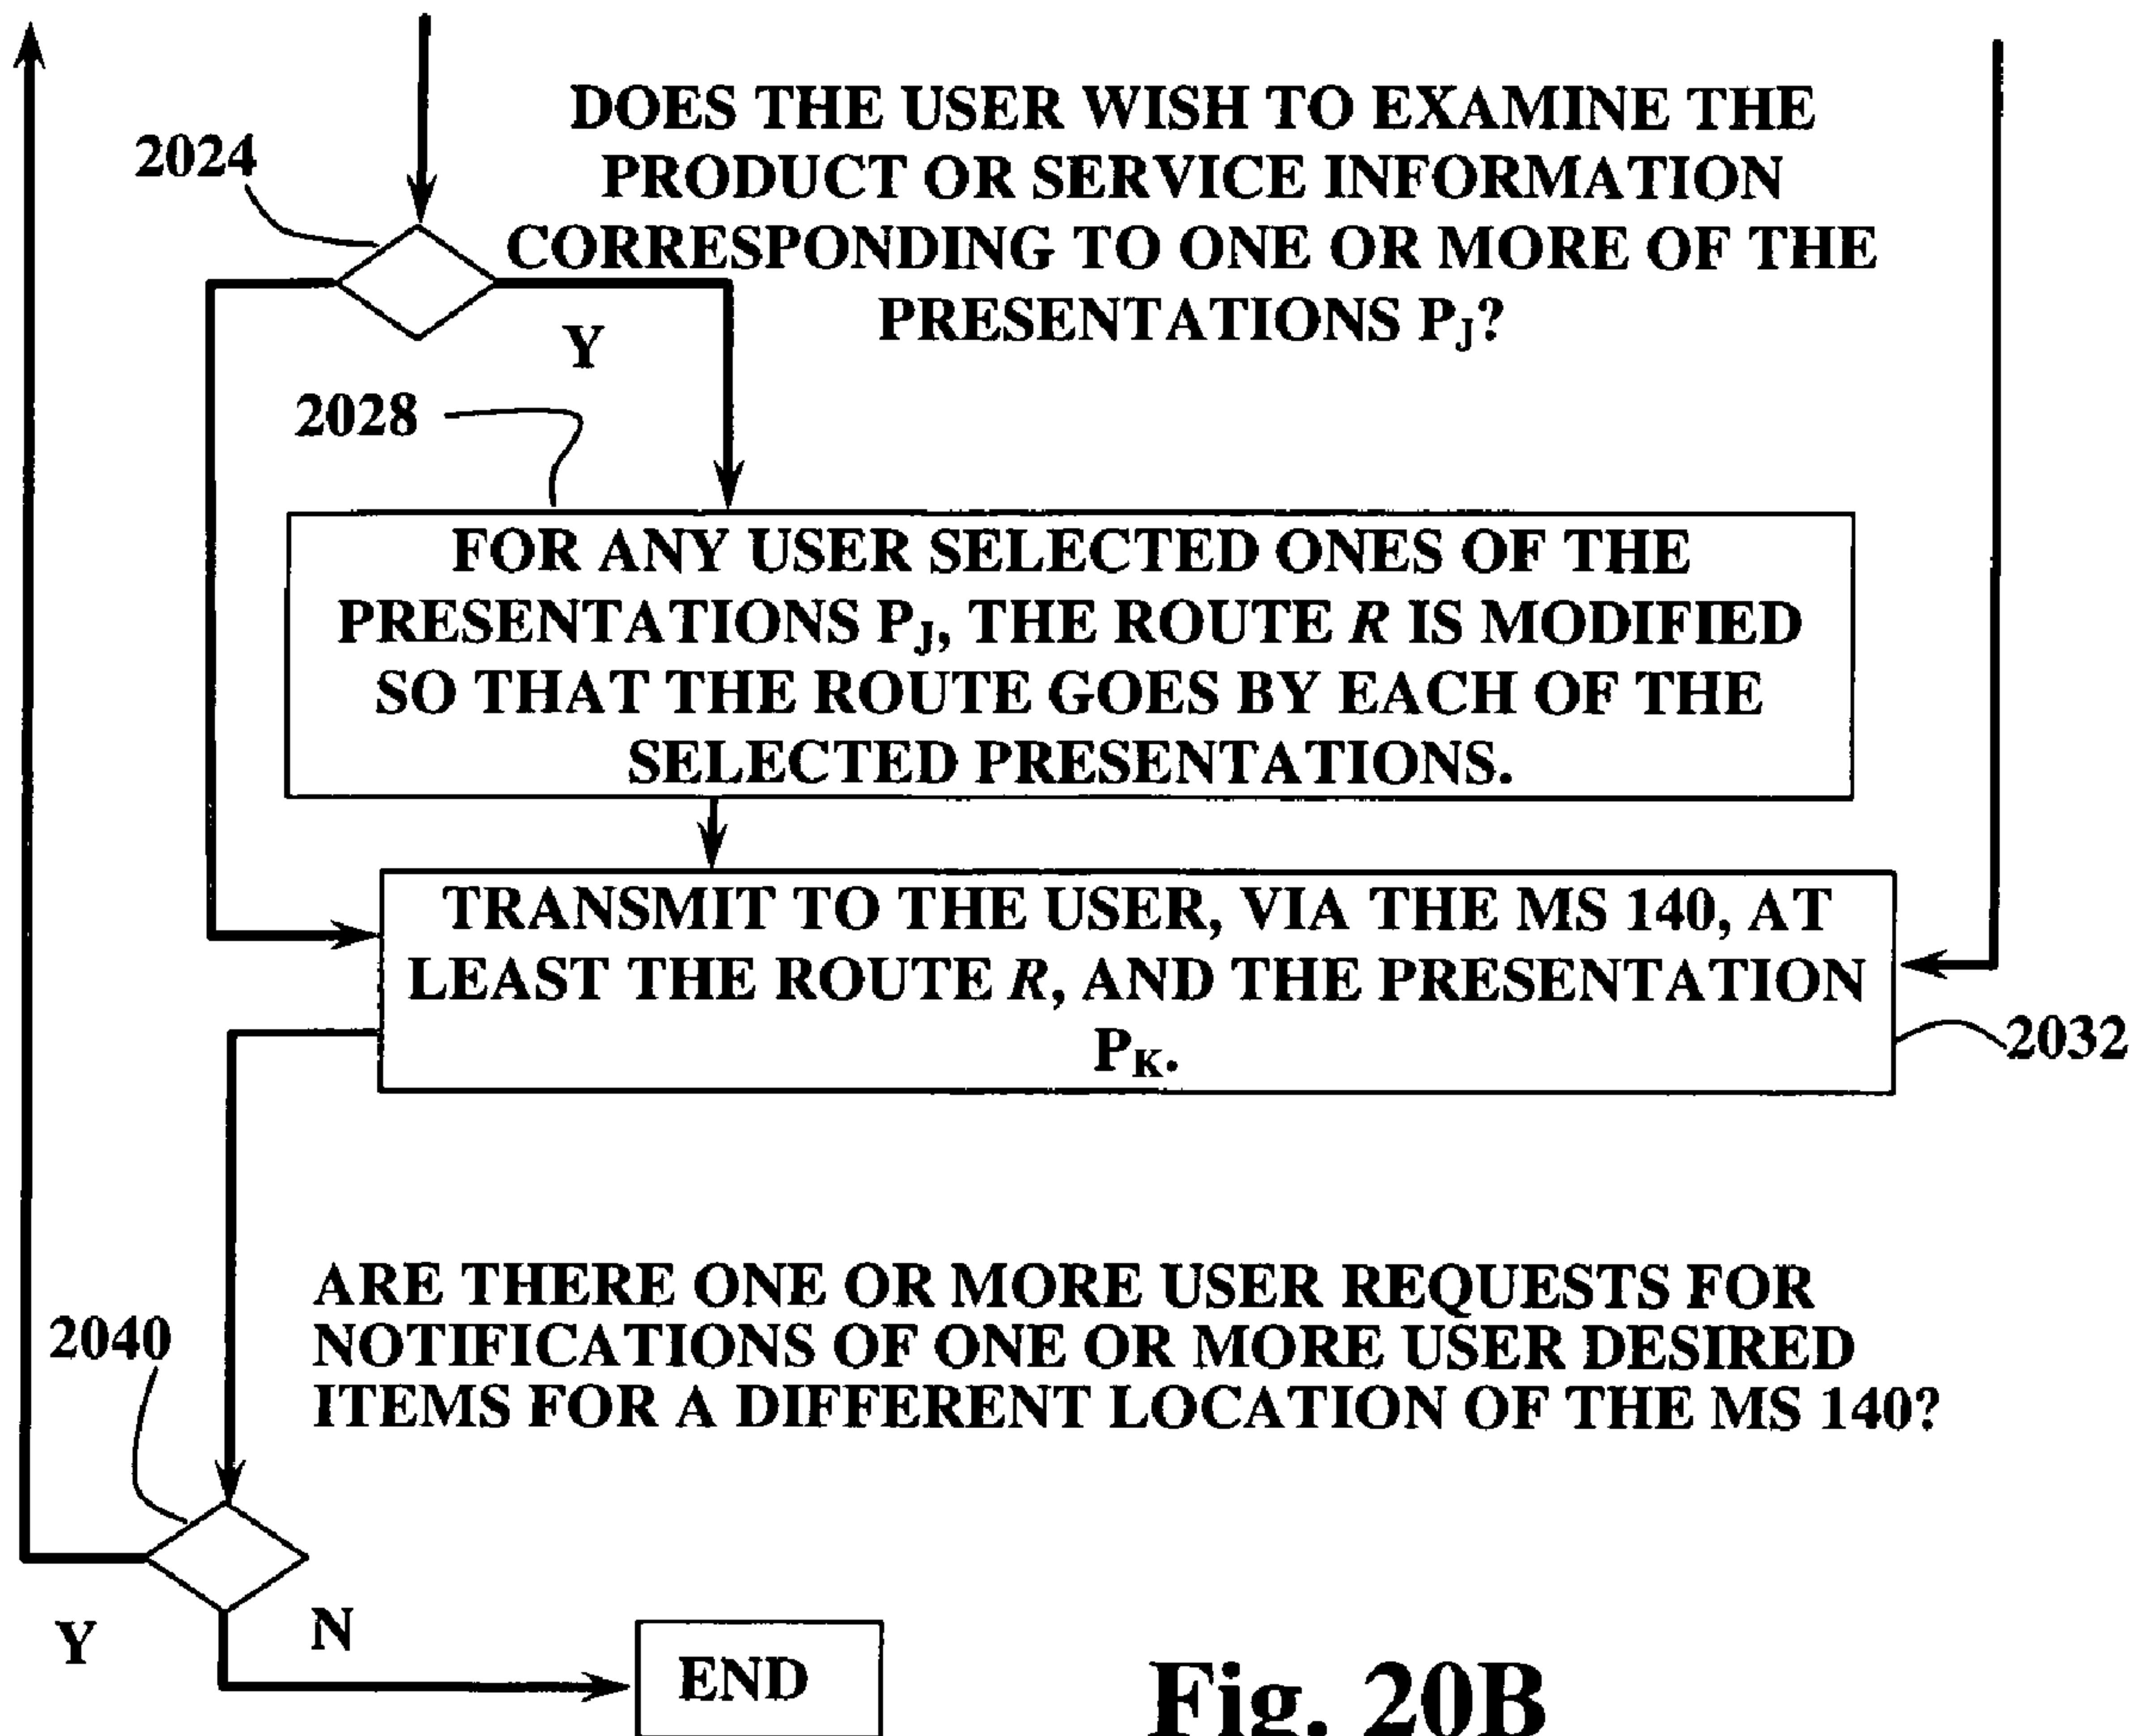 DOES THE USER WISH TO EXAMINE THE
PRODUCT OR SERVICE INFORMATION
CORRESPONDING TO ONE OR MORE OF THE
PRESENTATIONS PJ?
2024
Y
2028
FOR ANY USER SELECTED ONES OF THE
PRESENTATIONS PJ, THE ROUTE R IS MODIFIED
SO THAT THE ROUTE GOES BY EACH OF THE
SELECTED PRESENTATIONS.
TRANSMIT TO THE USER, VIA THE MS 140, AT
LEAST THE ROUTE R, AND THE PRESENTATION
PK.
2032
ARE THERE ONE OR MORE USER REQUESTS FOR
NOTIFICATIONS OF ONE OR MORE USER DESIRED
ITEMS FOR A DIFFERENT LOCATION OF THE MS 140?
2040
Y
N
END
Fig. 20B